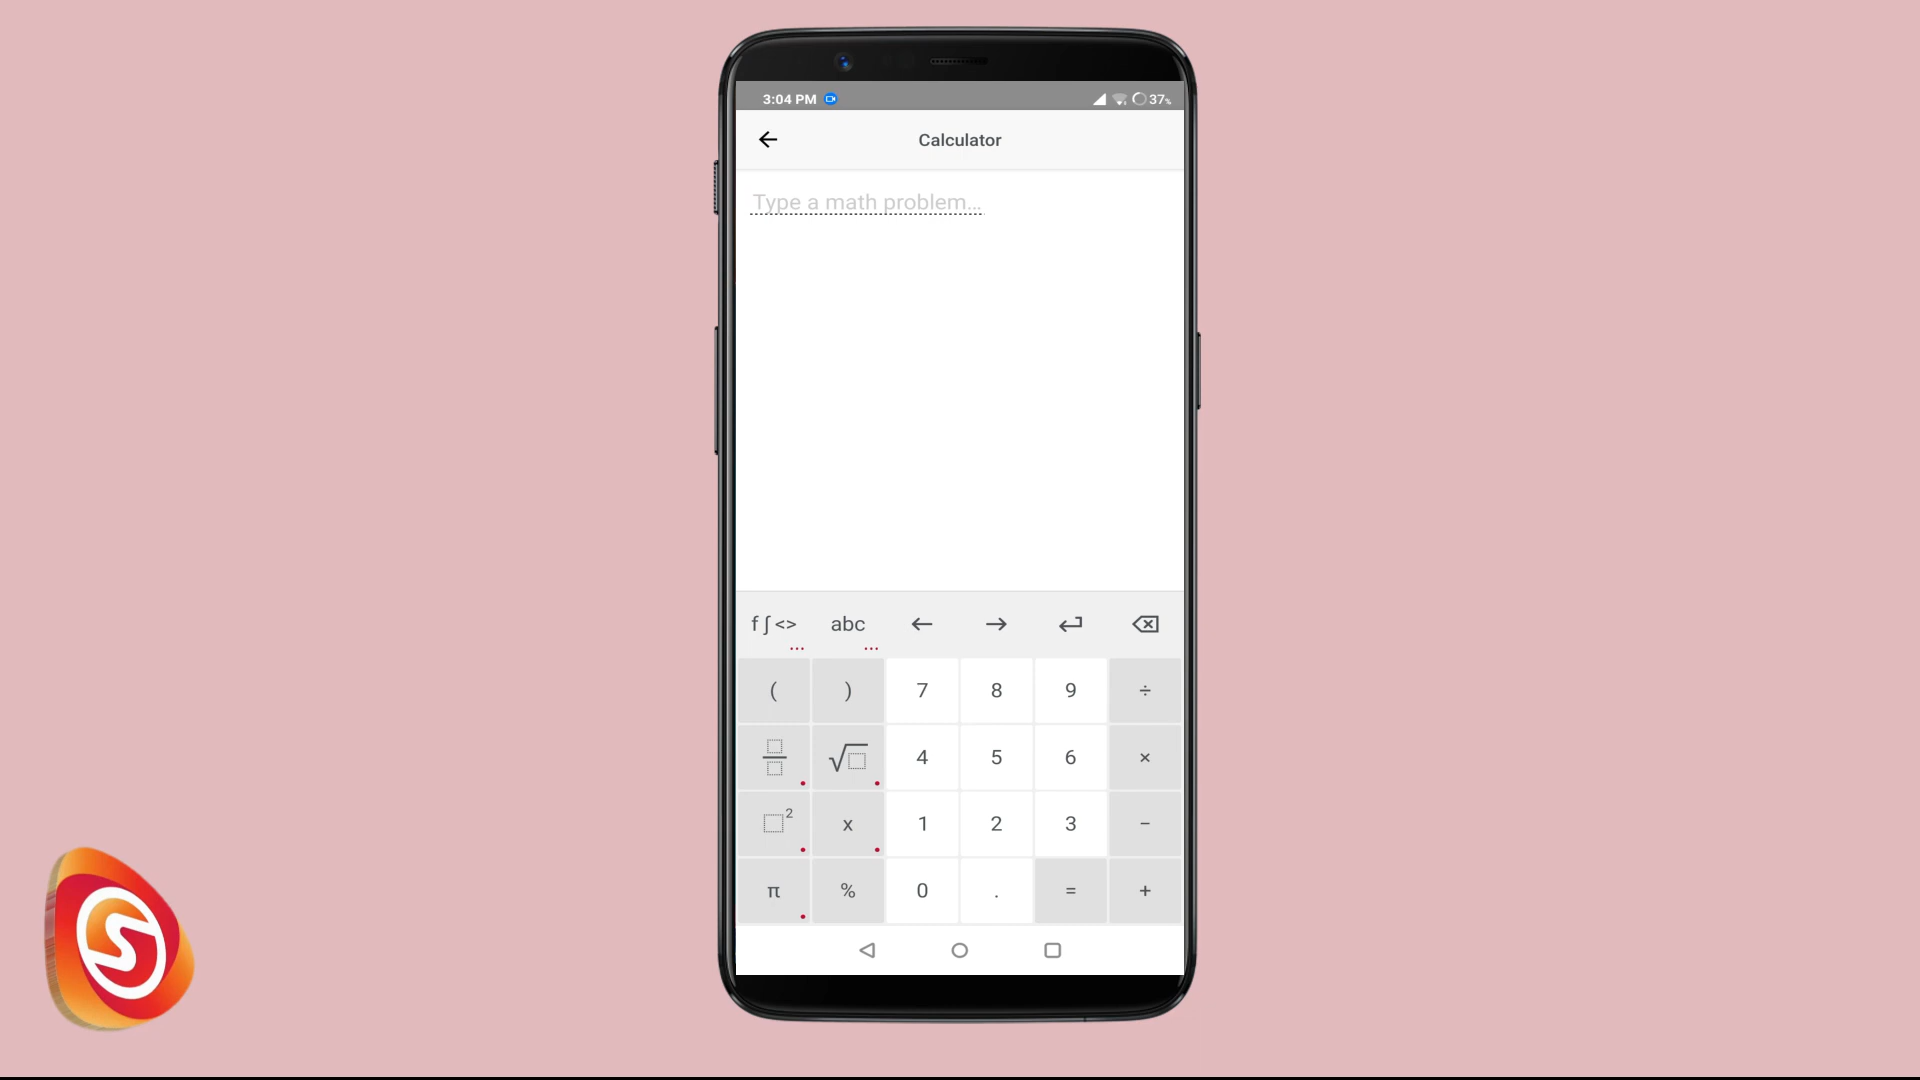 3:04 PM 37%
Calculator
Type a math problem...
f ∫ <> abc ← →
( ) 7 8 9 ÷
√ 4 5 6 ×
2 x 1 2 3 −
π % 0 . = +
S